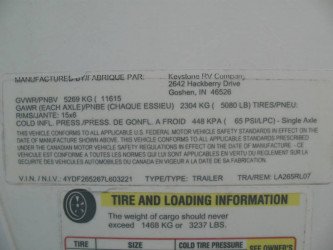 MANUFACTURED BY/FABRIQUE PAR: Keystone RV Company
2642 Hackberry Drive
Goshen, IN 46526
GVWR/PNBV 5269 KG ( 11615
GAWR (EACH AXLE)/PNBE (CHAQUE ESSIEU) 2304 KG ( 5080 LB) TIRES/PNEU:
RIMS/JANTE: 15x6
COLD INFL. PRESS./PRESS. DE GONFL. A FROID 448 KPA ( 65 PSI/LPC) - Single Axle
THIS VEHICLE CONFORMS TO ALL APPLICABLE U.S. FEDERAL MOTOR VEHICLE SAFETY STANDARDS IN EFFECT ON
THE DATE OF MANUFACTURE SHOWN ABOVE. / THIS VEHICLE CONFORMS TO ALL APPLICABLE STANDARDS PRESCRIBED
UNDER THE CANADIAN MOTOR VEHICLE SAFETY REGULATIONS IN EFFECT ON THE DATE OF MANUFACTURE. / CE
VEHICULE EST CONFORME A TOUTES LES NORMES QUI LUI SONT APPLICABLES EN VERTU DU REGLEMENT SUR LA
SECURITE DES VEHICULES AUTOMOBILES DU CANADA EN VIGUEUR A LA DATE DE SA FABRICATION
V.I.N. / N.I.V.: 4YDF265267L603221 TYPE/TYPE: TRAILER TRA/REM: LA265RL07
TIRE AND LOADING INFORMATION
The weight of cargo should never
exceed 1468 KG or 3237 LBS.
SIZE COLD TIRE PRESSURE SEE OWNER'S